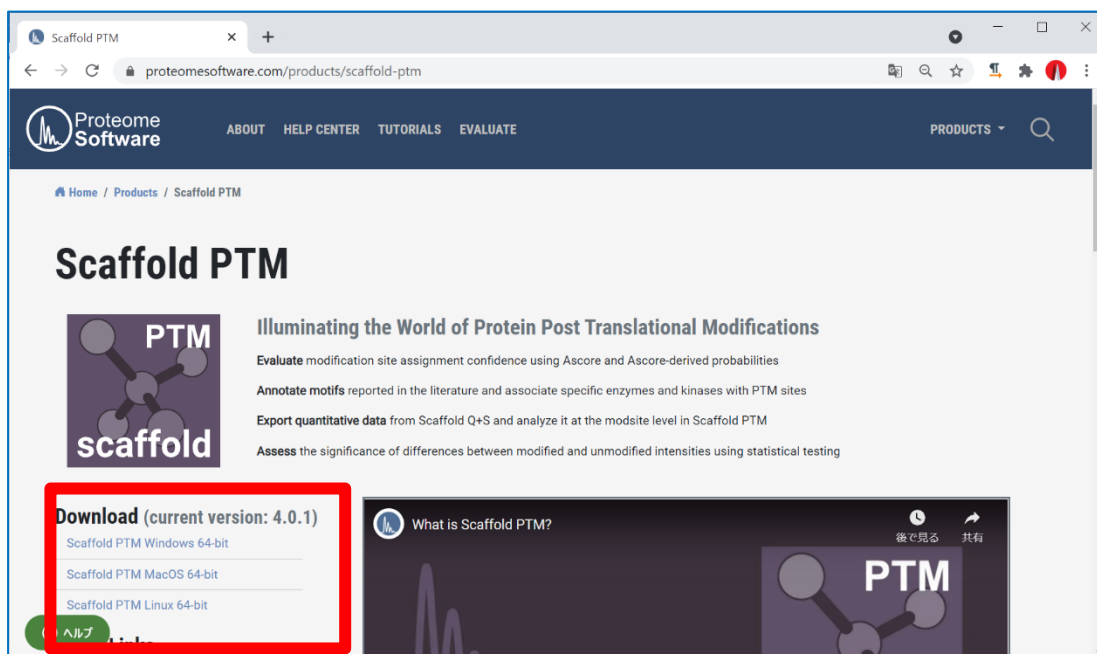 Scaffold PTM
proteomesoftware.com/products/scaffold-ptm
Proteome
Software
ABOUT HELP CENTER TUTORIALS EVALUATE PRODUCTS
Home / Products / Scaffold PTM
Scaffold PTM
PTM
scaffold
Illuminating the World of Protein Post Translational Modifications
Evaluate modification site assignment confidence using Ascore and Ascore-derived probabilities
Annotate motifs reported in the literature and associate specific enzymes and kinases with PTM sites
Export quantitative data from Scaffold Q+S and analyze it at the modsite level in Scaffold PTM
Assess the significance of differences between modified and unmodified intensities using statistical testing
Download (current version: 4.0.1)
Scaffold PTM Windows 64-bit
Scaffold PTM MacOS 64-bit
Scaffold PTM Linux 64-bit
ヘルプ
What is Scaffold PTM?
後で見る 共有
PTM